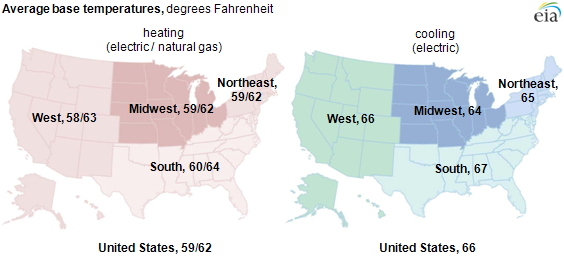 Average base temperatures, degrees Fahrenheit
eia
heating
(electric / natural gas)
Northeast,
59/62
Midwest, 59/62
West, 58/63
South, 60/64
United States, 59/62
cooling
(electric)
Northeast,
65
Midwest, 64
West, 66
South, 67
United States, 66